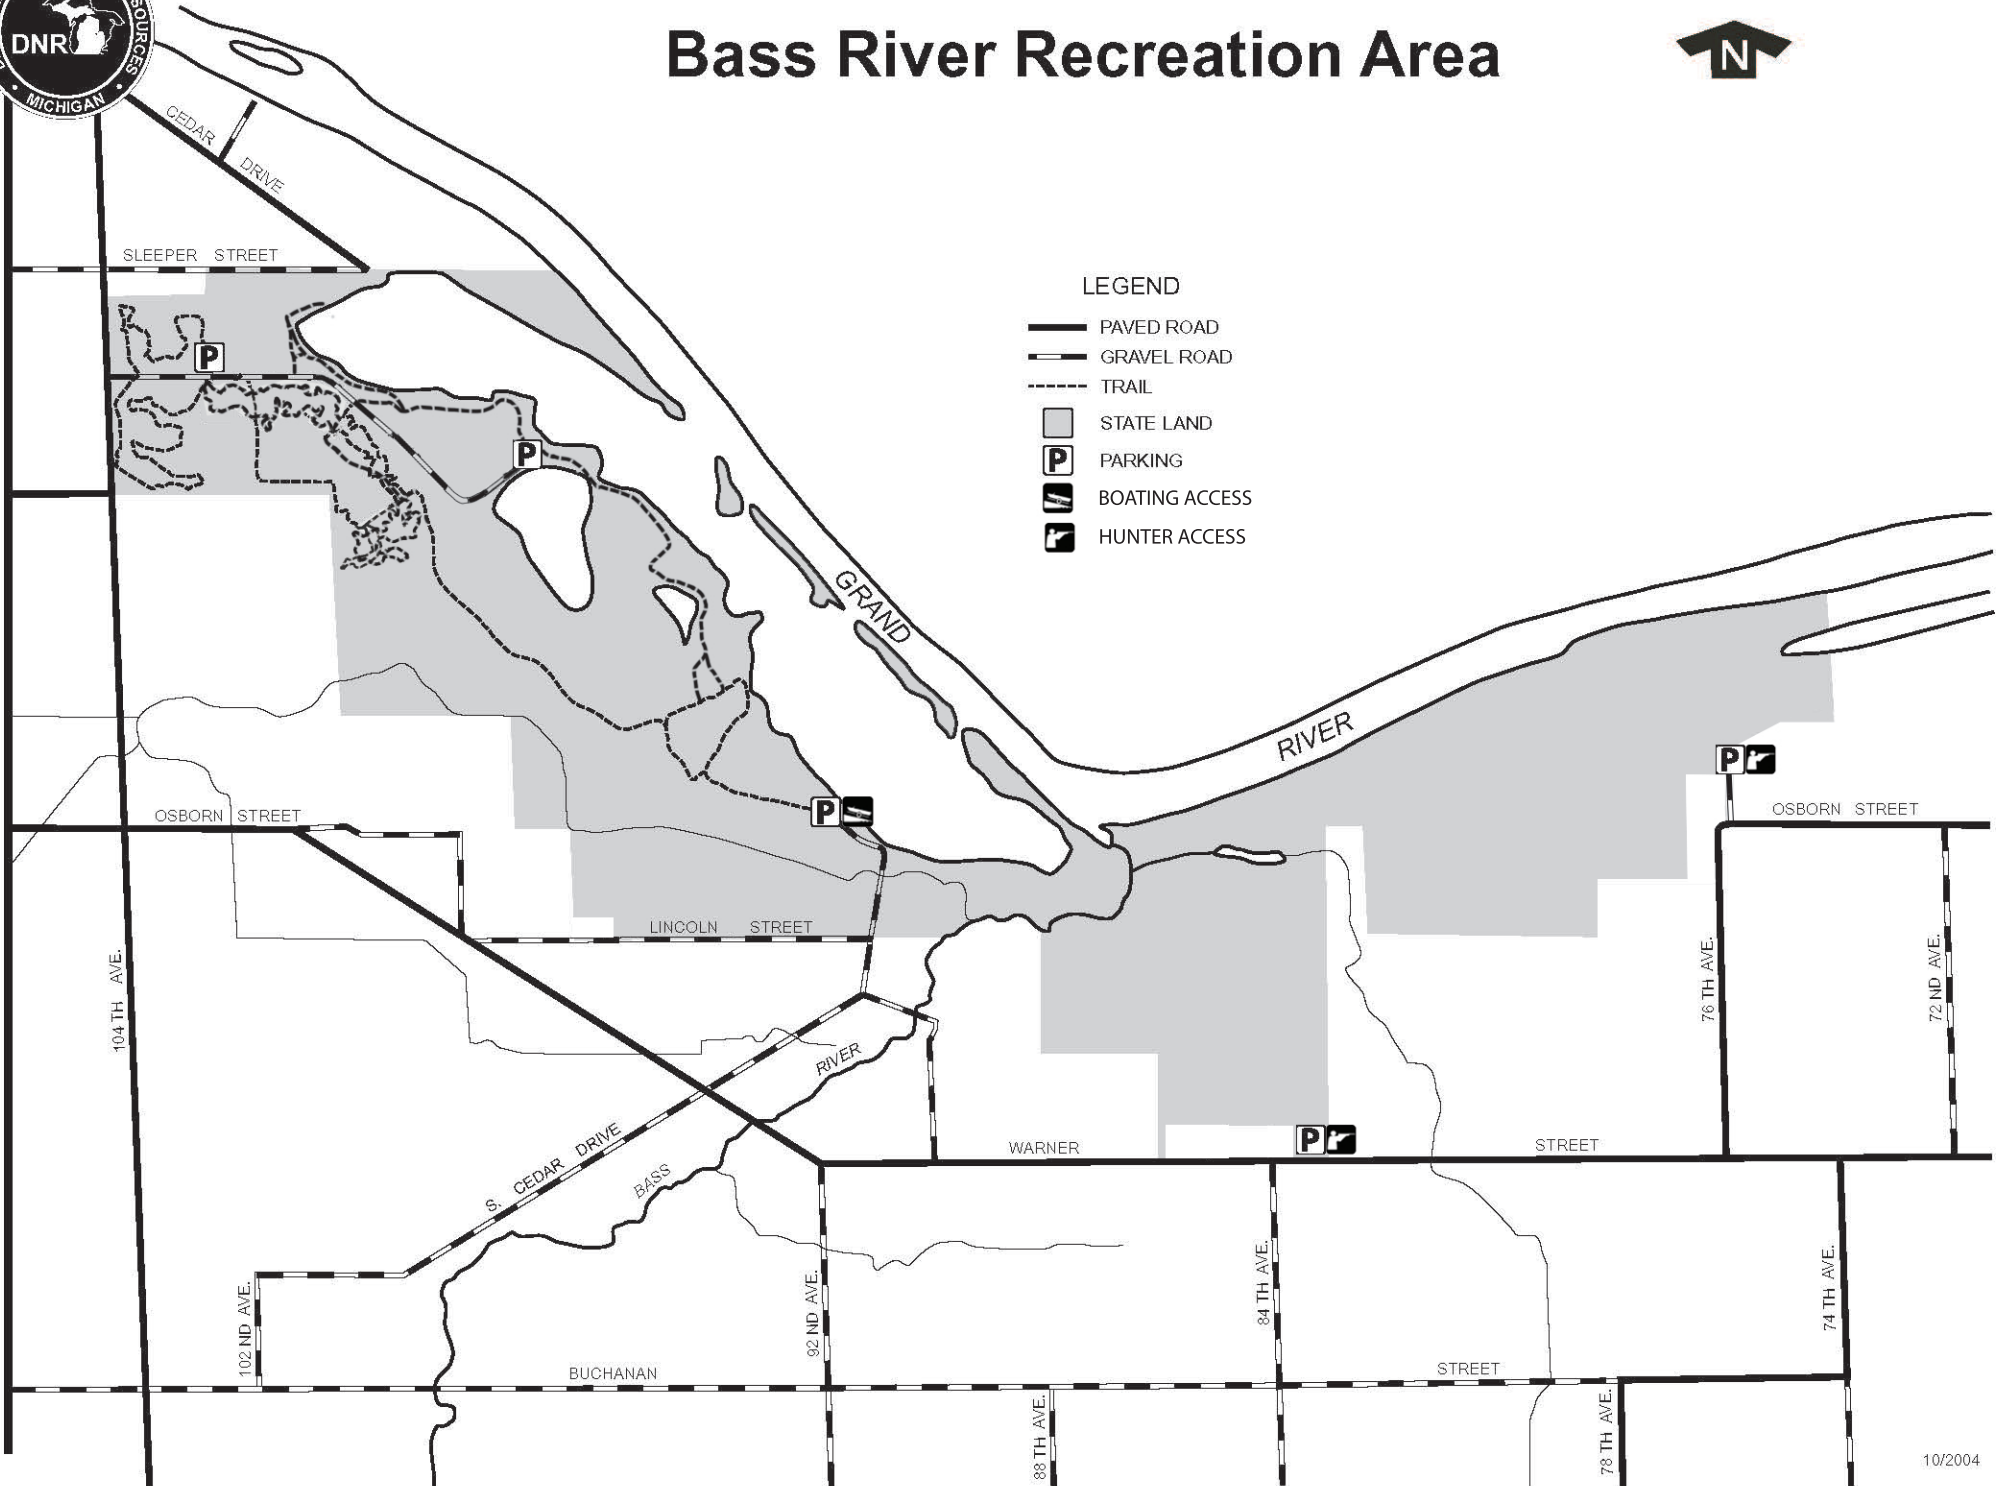 DNR
SOURCES
MICHIGAN
Bass River Recreation Area
N
CEDAR
DRIVE
SLEEPER STREET
LEGEND
PAVED ROAD
GRAVEL ROAD
TRAIL
STATE LAND
P PARKING
BOATING ACCESS
HUNTER ACCESS
P
P
GRAND
RIVER
P
P
OSBORN STREET
OSBORN STREET
LINCOLN STREET
104 TH AVE.
76 TH AVE.
72 ND AVE.
RIVER
BASS
S. CEDAR DRIVE
P
WARNER STREET
102 ND AVE.
92 ND AVE.
84 TH AVE.
74 TH AVE.
BUCHANAN STREET
88 TH AVE.
78 TH AVE.
10/2004